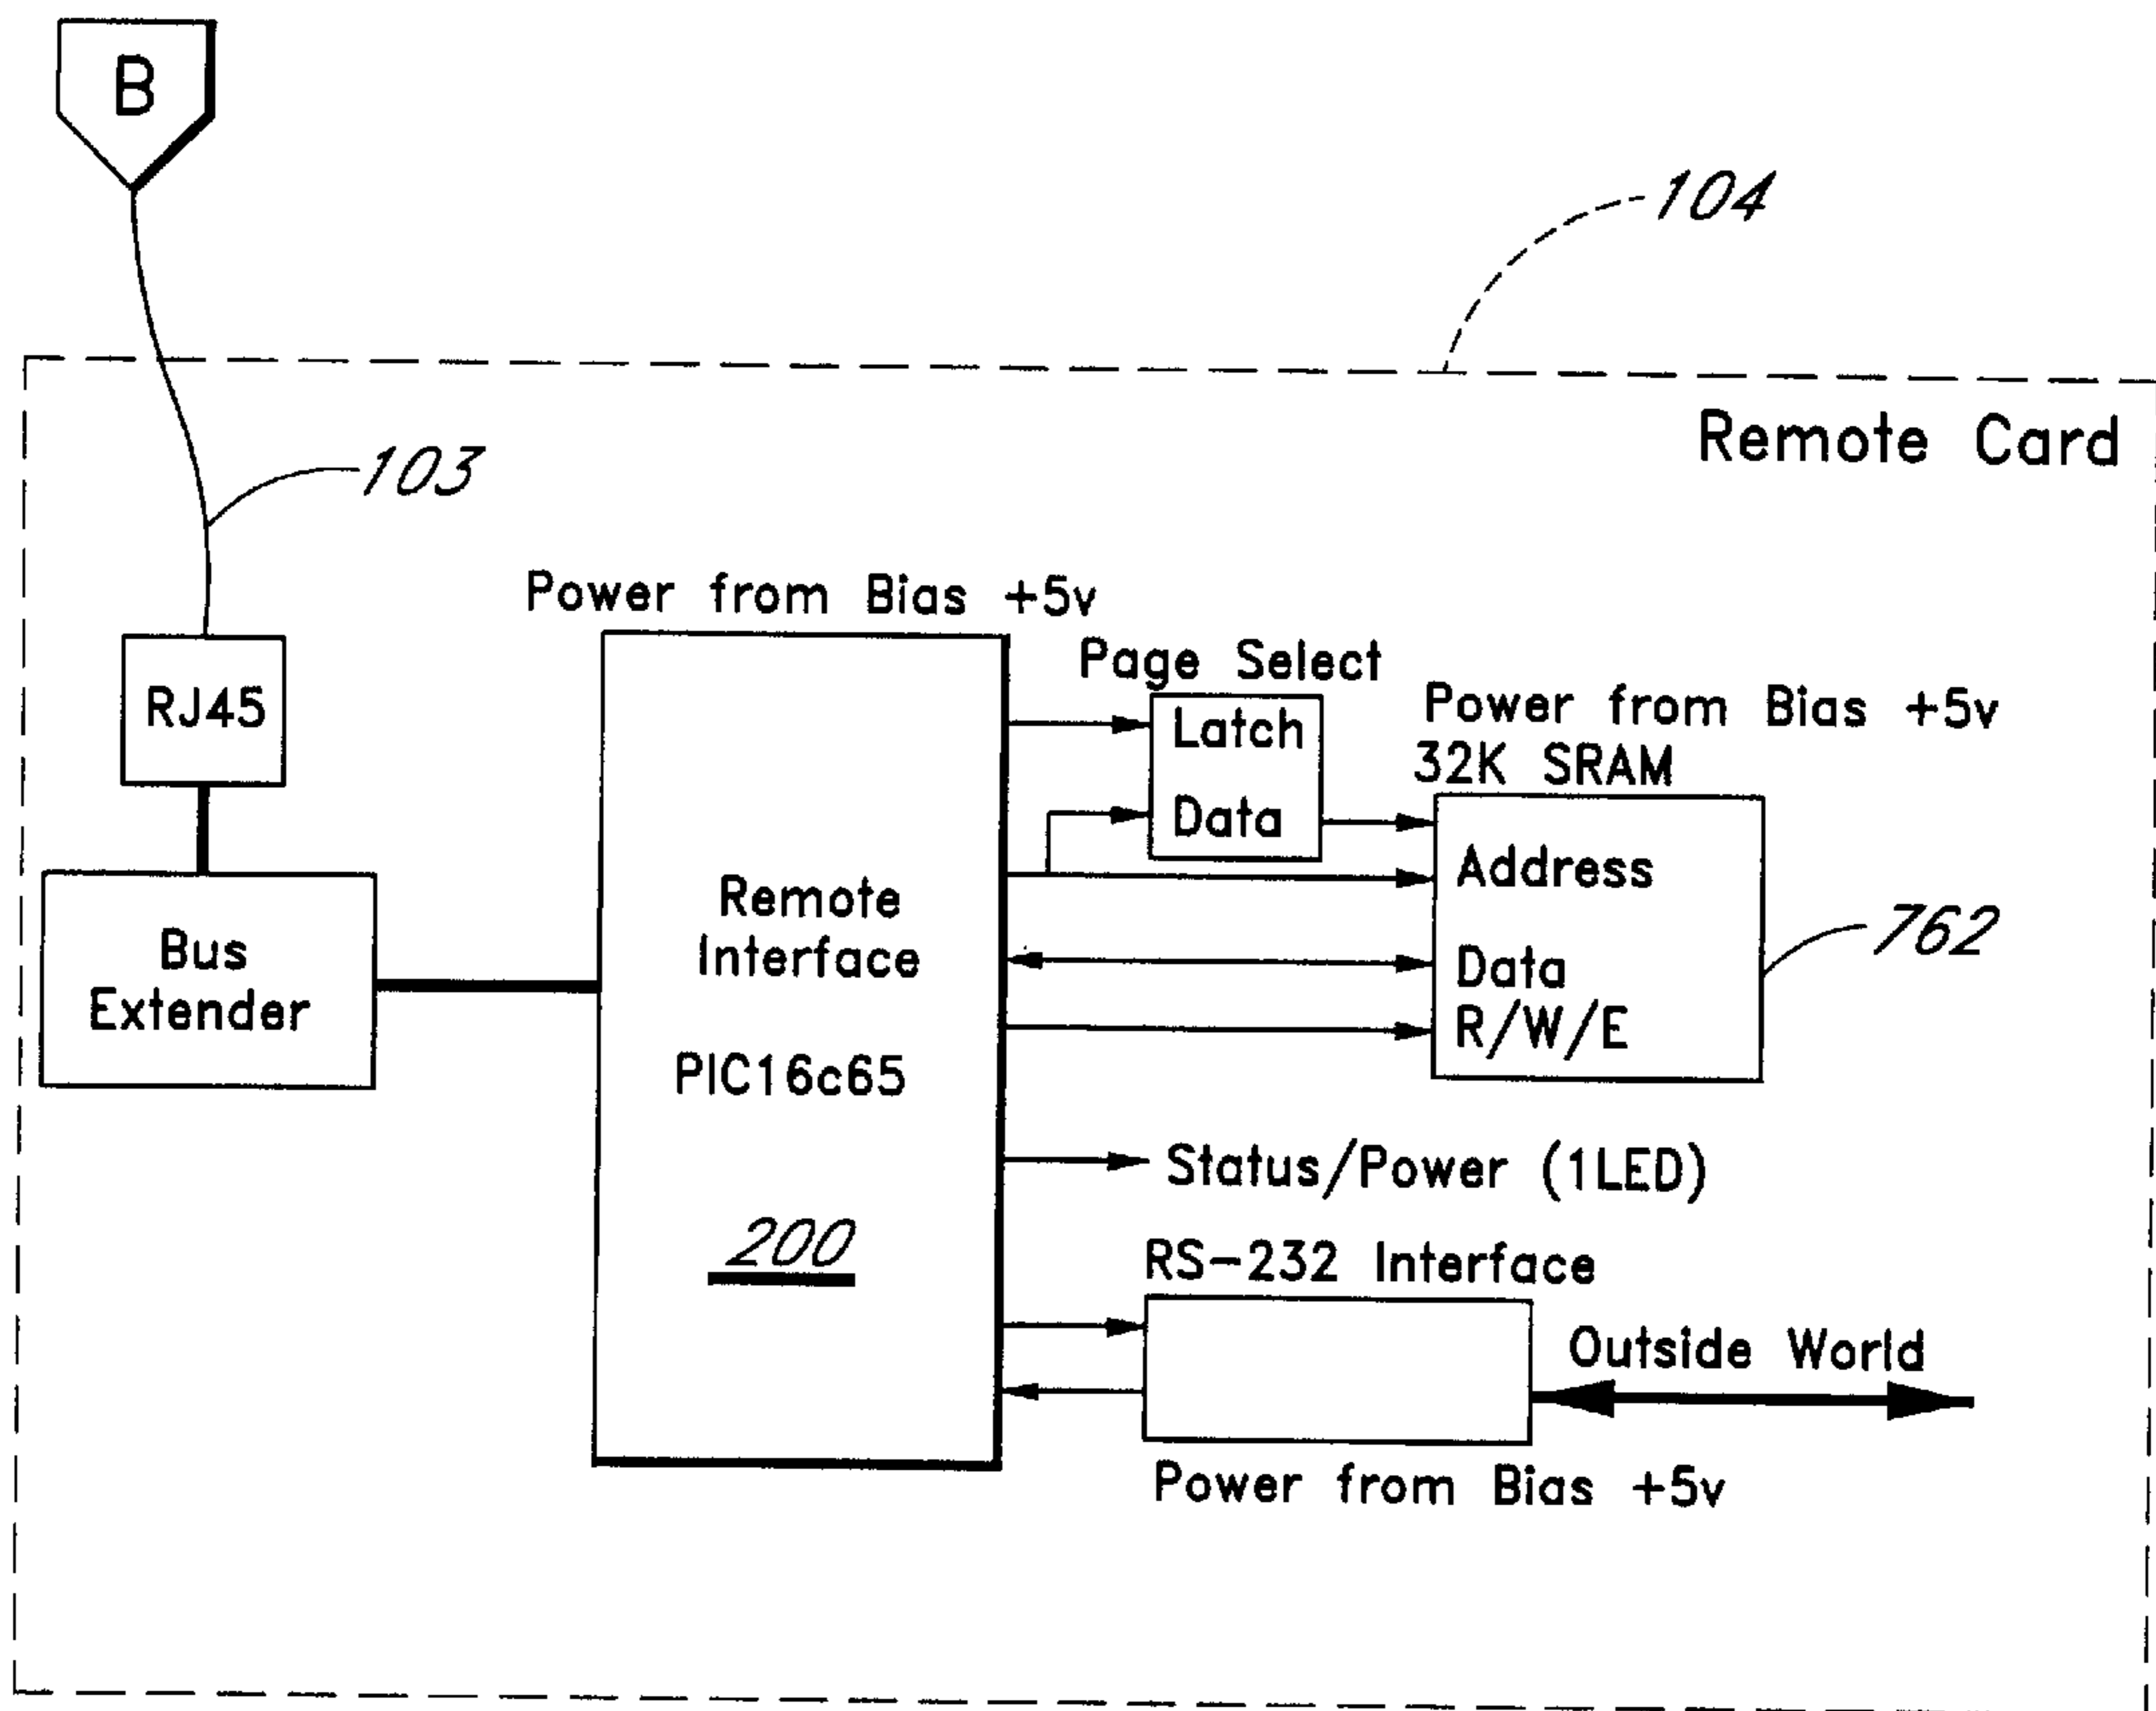 B
104
Remote Card
103
Power from Bias +5v
RJ45
Page Select
Latch
Data
Power from Bias +5v
32K SRAM
Bus
Extender
Remote
Interface
PIC16c65
200
Address
Data
R/W/E
762
Status/Power (1LED)
RS-232 Interface
Outside World
Power from Bias +5v